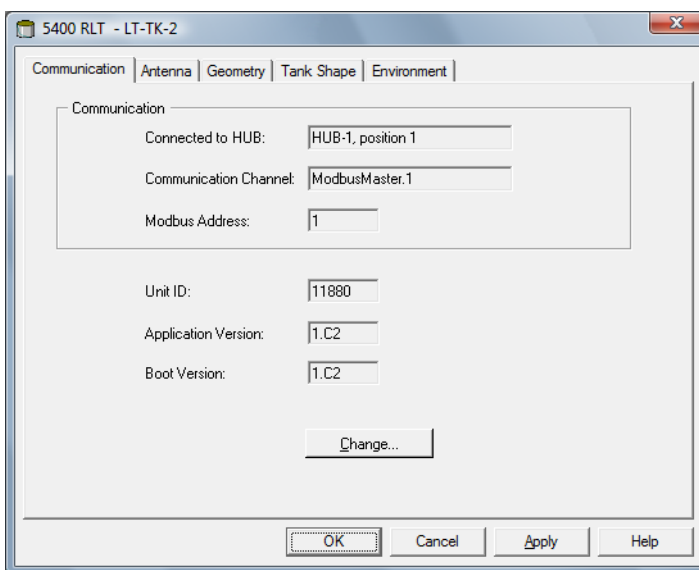 5400 RLT - LT-TK-2
Communication Antenna Geometry Tank Shape Environment
Communication
Connected to HUB: HUB-1, position 1
Communication Channel: ModbusMaster.1
Modbus Address: 1
Unit ID: 11880
Application Version: 1.C2
Boot Version: 1.C2
Change...
OK Cancel Apply Help